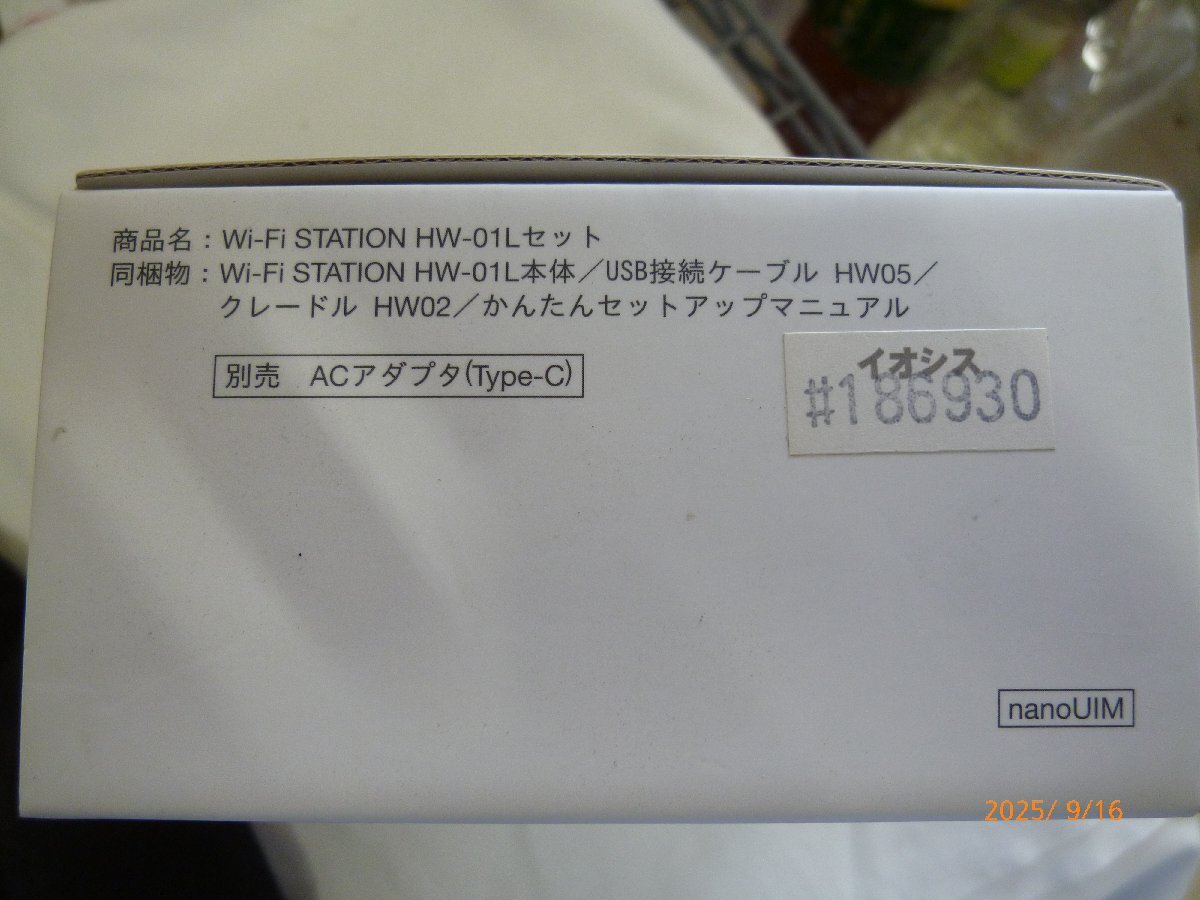 商品名：Wi-Fi STATION HW-01Lセット
同梱物：Wi-Fi STATION HW-01L本体／USB接続ケーブル HW05／
クレードル HW02／かんたんセットアップマニュアル
別売　ACアダプタ(Type-C)
イオシス
#186930
nanoUIM
2025/ 9/16